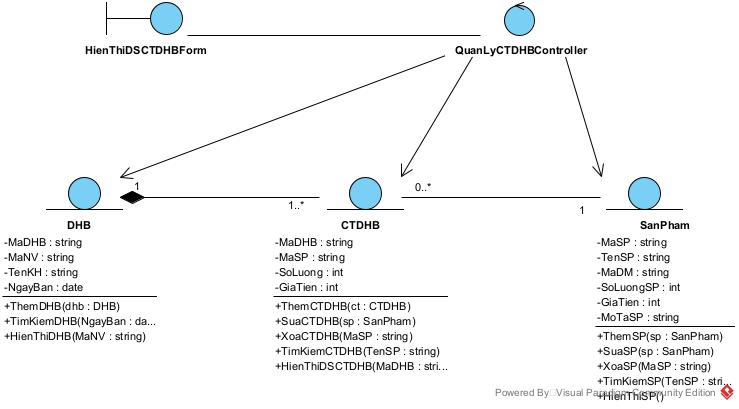 HienThiDSCTDHBForm
QuanLyCTDHBController
1
1..*
0..*
1
DHB
-MaDHB : string
-MaNV : string
-TenKH : string
-NgayBan : date
+ThemDHB(dhb : DHB)
+TimKiemDHB(NgayBan : da...
+HienThiDHB(MaNV : string)
CTDHB
-MaDHB : string
-MaSP : string
-SoLuong : int
-GiaTien : int
+ThemCTDHB(ct : CTDHB)
+SuaCTDHB(sp : SanPham)
+XoaCTDHB(MaSP : string)
+TimKiemCTDHB(TenSP : string)
+HienThiDSCTDHB(MaDHB : stri...
SanPham
-MaSP : string
-TenSP : string
-MaDM : string
-SoLuongSP : int
-GiaTien : int
-MoTaSP : string
+ThemSP(sp : SanPham)
+SuaSP(sp : SanPham)
+XoaSP(MaSP : string)
+TimKiemSP(TenSP : stri...
+HienThiSP()
Powered By Visual Paradigm Community Edition